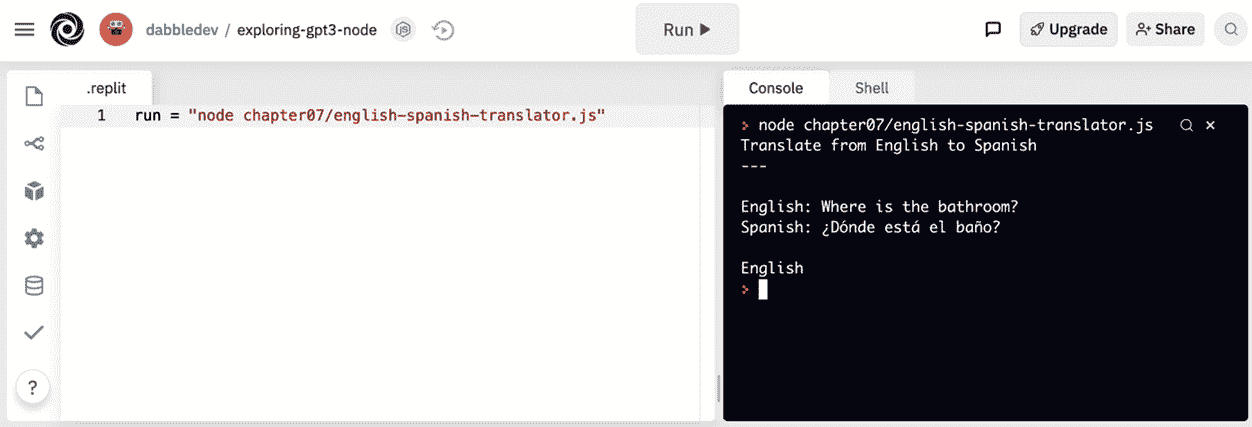 dabbledev / exploring-gpt3-node
Run
Upgrade
Share
.replit
1 run = "node chapter07/english-spanish-translator.js"
?
Console Shell
> node chapter07/english-spanish-translator.js
Translate from English to Spanish
---
English: Where is the bathroom?
Spanish: ¿Dónde está el baño?
English
>